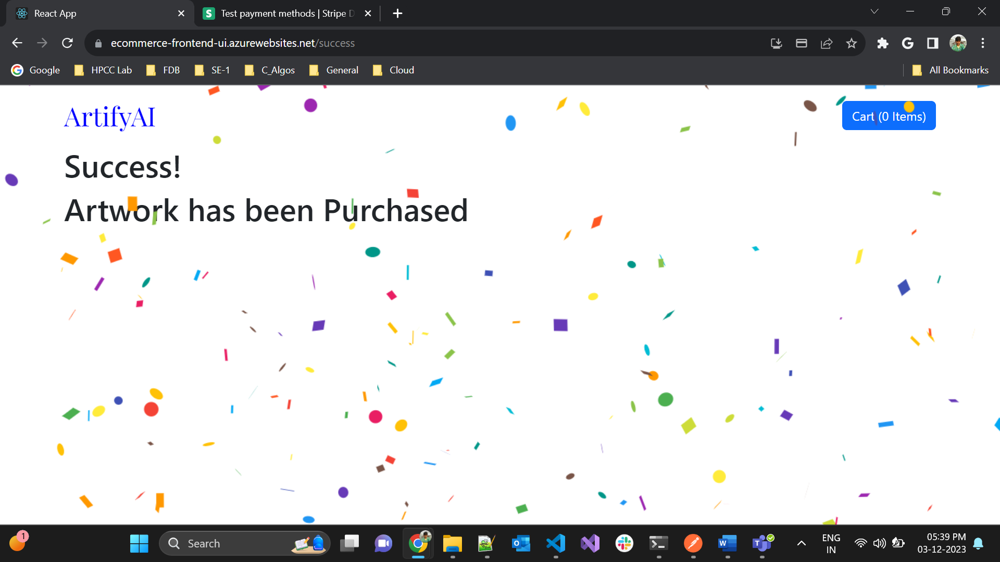 React App
Test payment methods | Stripe D
ecommerce-frontend-ui.azurewebsites.net/success
Google
HPCC Lab
FDB
SE-1
C_Algos
General
Cloud
All Bookmarks
ArtifyAI
Cart (0 Items)
Success!
Artwork has been Purchased
1
Search
ENG
IN
05:39 PM
03-12-2023